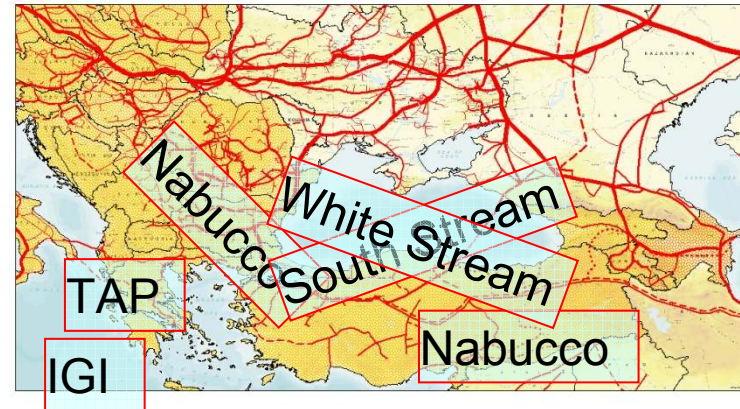 Nabucco
White Stream
South Stream
TAP
Nabucco
IGI